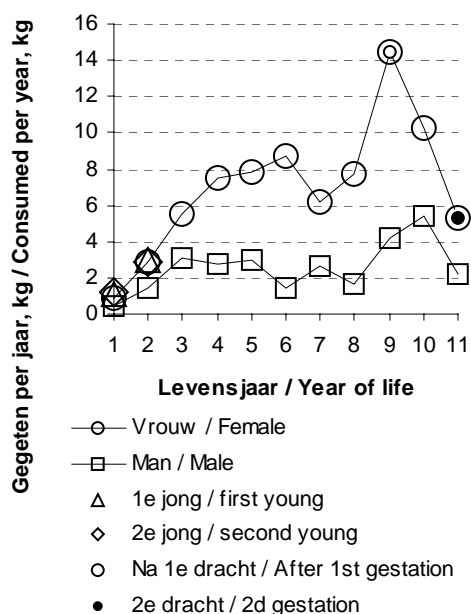 Gegeten per jaar, kg / Consumed per year, kg
16
14
12
10
8
6
4
2
0
1 2 3 4 5 6 7 8 9 10 11
Levensjaar / Year of life
Vrouw / Female
Man / Male
1e jong / first young
2e jong / second young
Na 1e dracht / After 1st gestation
2e dracht / 2d gestation